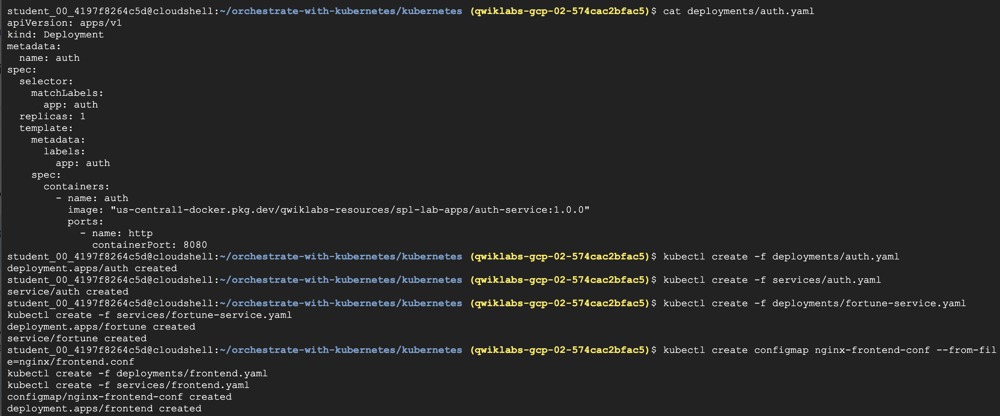 student_00_4197f8264c5d@cloudshell:~/orchestrate-with-kubernetes/kubernetes (qwiklabs-gcp-02-574cac2bfac5)$ cat deployments/auth.yaml
apiVersion: apps/v1
kind: Deployment
metadata:
  name: auth
spec:
  selector:
    matchLabels:
      app: auth
  replicas: 1
  template:
    metadata:
      labels:
        app: auth
    spec:
      containers:
        - name: auth
          image: "us-central1-docker.pkg.dev/qwiklabs-resources/spl-lab-apps/auth-service:1.0.0"
          ports:
            - name: http
              containerPort: 8080
student_00_4197f8264c5d@cloudshell:~/orchestrate-with-kubernetes/kubernetes (qwiklabs-gcp-02-574cac2bfac5)$ kubectl create -f deployments/auth.yaml
deployment.apps/auth created
student_00_4197f8264c5d@cloudshell:~/orchestrate-with-kubernetes/kubernetes (qwiklabs-gcp-02-574cac2bfac5)$ kubectl create -f services/auth.yaml
service/auth created
student_00_4197f8264c5d@cloudshell:~/orchestrate-with-kubernetes/kubernetes (qwiklabs-gcp-02-574cac2bfac5)$ kubectl create -f deployments/fortune-service.yaml
kubectl create -f services/fortune-service.yaml
deployment.apps/fortune created
service/fortune created
student_00_4197f8264c5d@cloudshell:~/orchestrate-with-kubernetes/kubernetes (qwiklabs-gcp-02-574cac2bfac5)$ kubectl create configmap nginx-frontend-conf --from-fil
e=nginx/frontend.conf
kubectl create -f deployments/frontend.yaml
kubectl create -f services/frontend.yaml
configmap/nginx-frontend-conf created
deployment.apps/frontend created